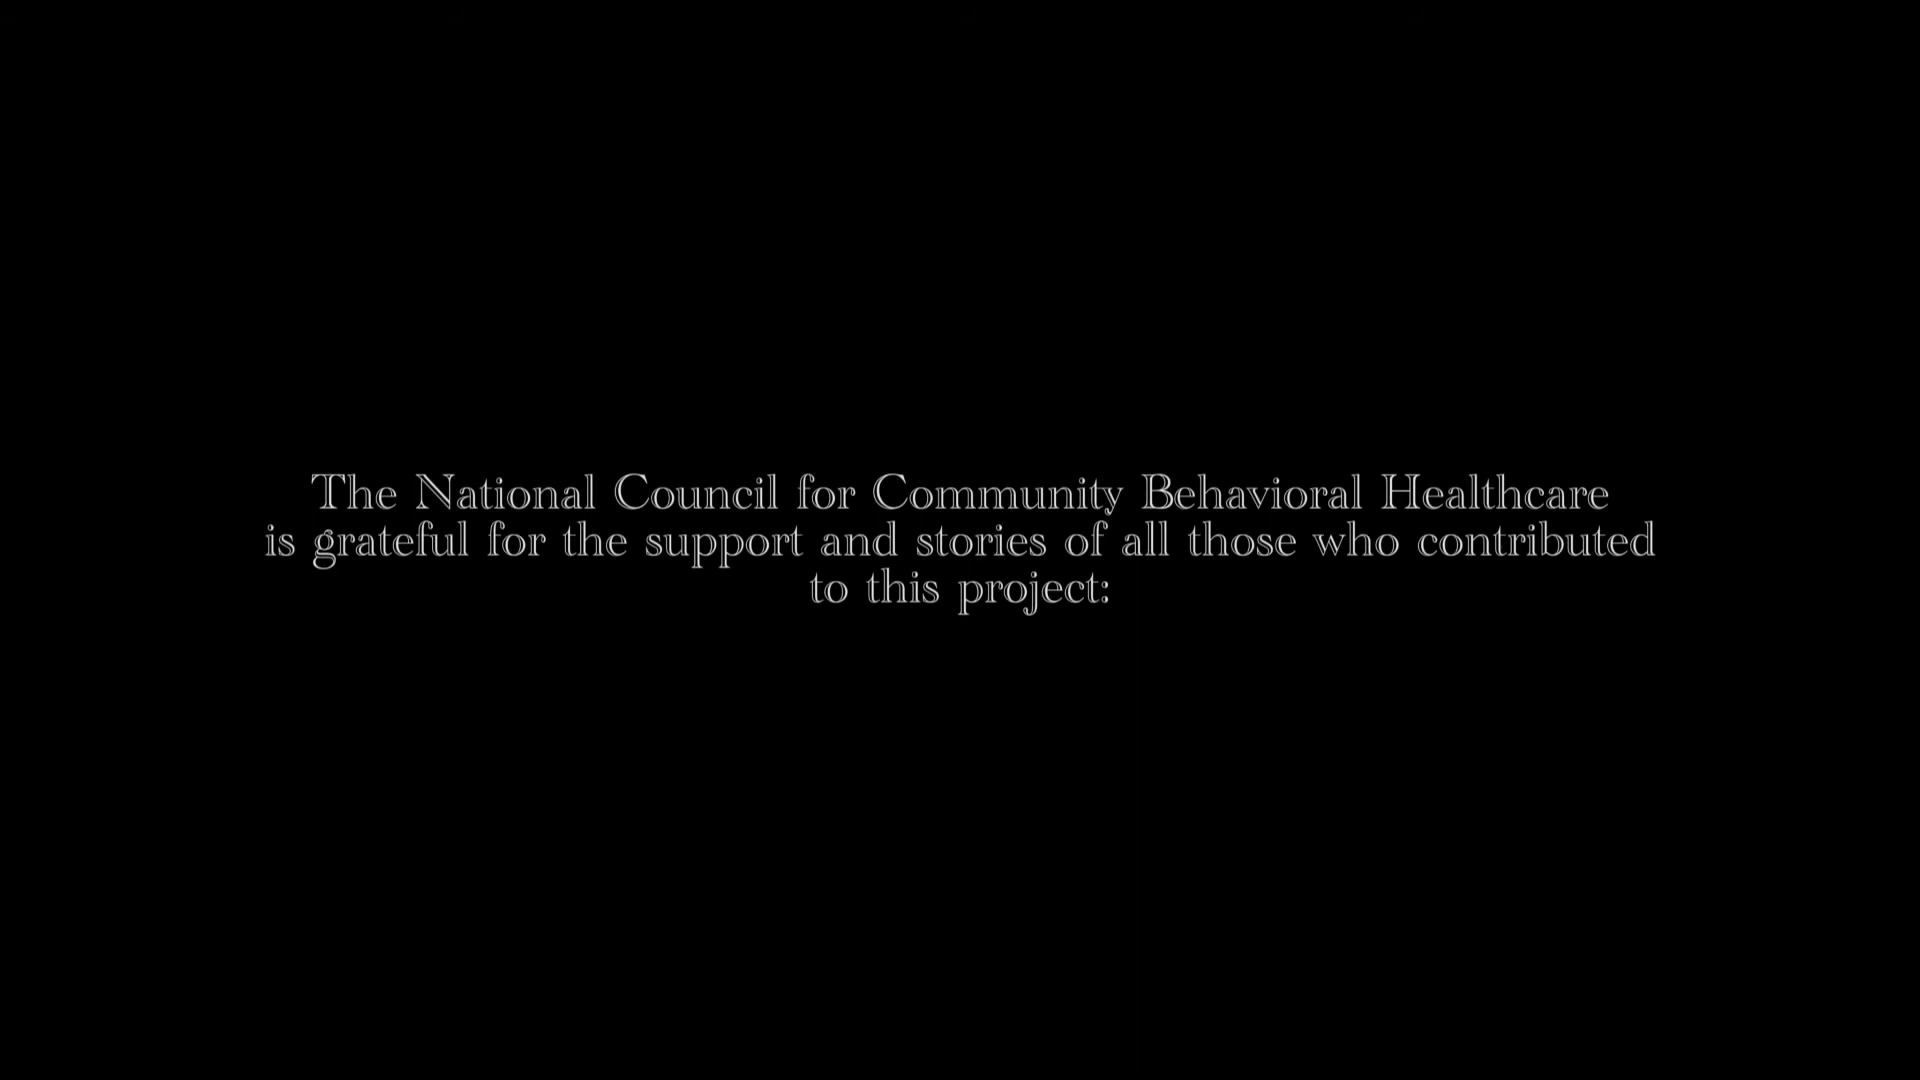 The National Council for Community Behavioral Healthcare
is grateful for the support and stories of all those who contributed
to this project: